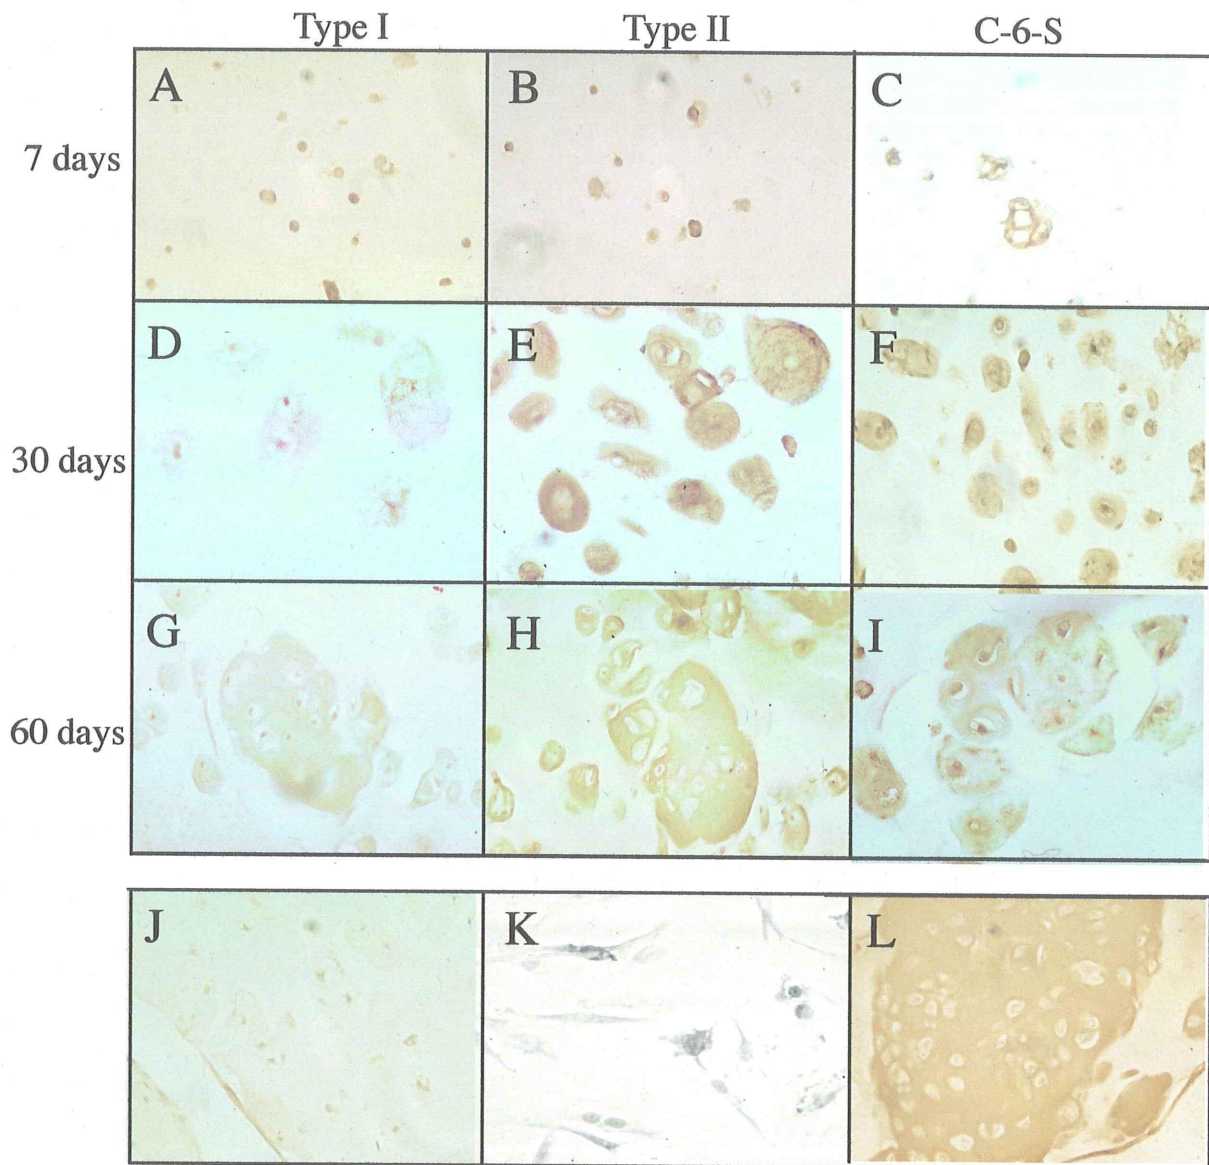 Type I Type II C-6-S
A B C
7 days
D E F
30 days
G H I
60 days
J K L